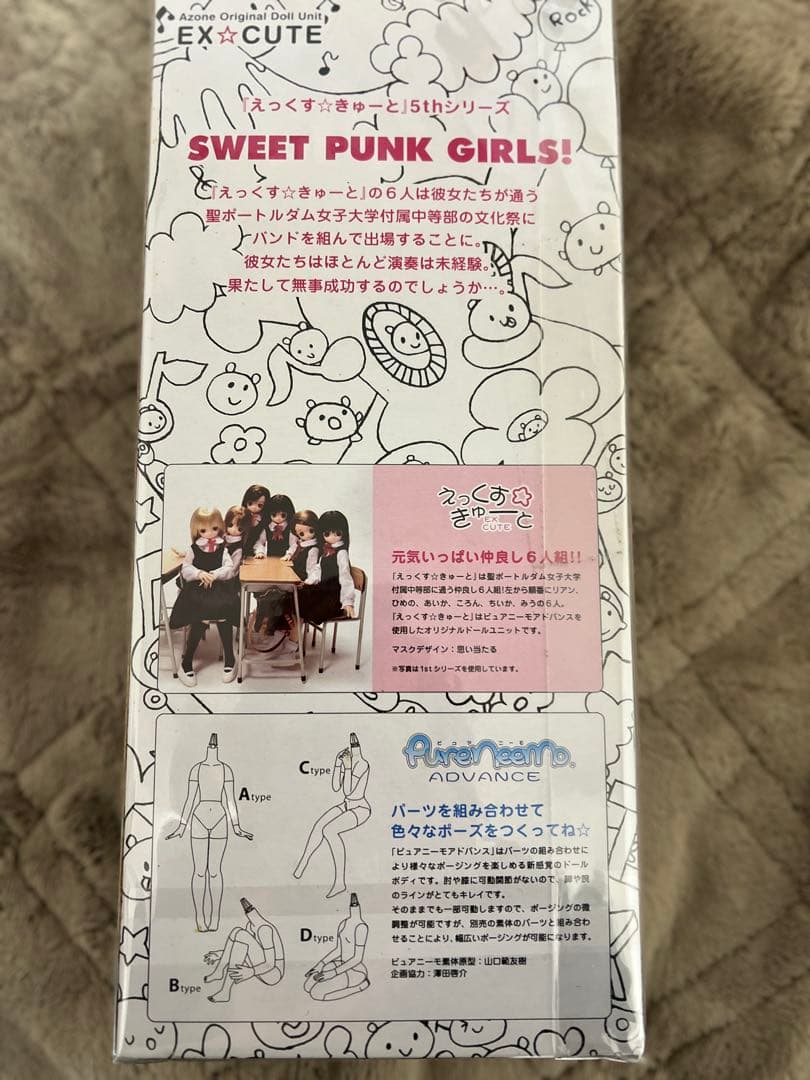 Rock
Azone Original Doll Unit
EX☆CUTE
『えっくす☆きゅーと』5thシリーズ
SWEET PUNK GIRLS!
『えっくす☆きゅーと』の6人は彼女たちが通う
聖ポートルダム女子大学付属中等部の文化祭に
バンドを組んで出場することに。
彼女たちはほとんど演奏は未経験。
果たして無事成功するのでしょうか…。
えっくす☆
きゅーと
EX
CUTE
元気いっぱい仲良し6人組!!
『えっくす☆きゅーと』は聖ポートルダム女子大学
付属中等部に通う仲良し6人組!左から順番にリアン、
ひめの、あいか、ころん、ちいか、みうの6人。
『えっくす☆きゅーと』はピュアニーモアドバンスを
使用したオリジナルドールユニットです。
マスクデザイン：思い当たる
※写真は1stシリーズを使用しています。
Atype
Ctype
Btype
Dtype
ピュアニーモ
PureNeemo®
ADVANCE
パーツを組み合わせて
色々なポーズをつくってね☆
「ピュアニーモアドバンス」はパーツの組み合わせに
より様々なポージングを楽しめる新感覚のドール
ボディです。肘や膝に可動関節がないので、脚や腕
のラインがとてもキレイです。
そのままでも一部可動しますので、ポージングの微
調整が可能ですが、別売の素体のパーツと組み合わ
せることにより、幅広いポージングが可能になります。
ピュアニーモ素体原型：山口範友樹
企画協力：澤田啓介